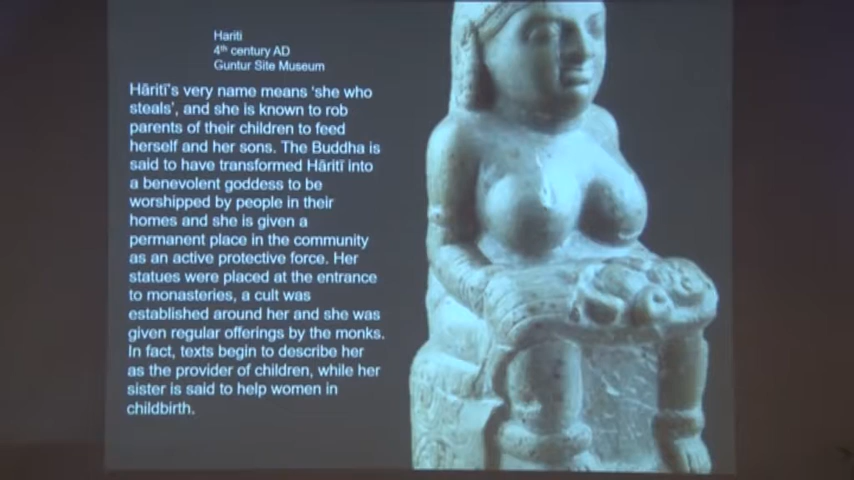 Hariti
4th century AD
Guntur Site Museum
Hāritī's very name means 'she who
steals', and she is known to rob
parents of their children to feed
herself and her sons. The Buddha is
said to have transformed Hāritī into
a benevolent goddess to be
worshipped by people in their
homes and she is given a
permanent place in the community
as an active protective force. Her
statues were placed at the entrance
to monasteries, a cult was
established around her and she was
given regular offerings by the monks.
In fact, texts begin to describe her
as the provider of children, while her
sister is said to help women in
childbirth.